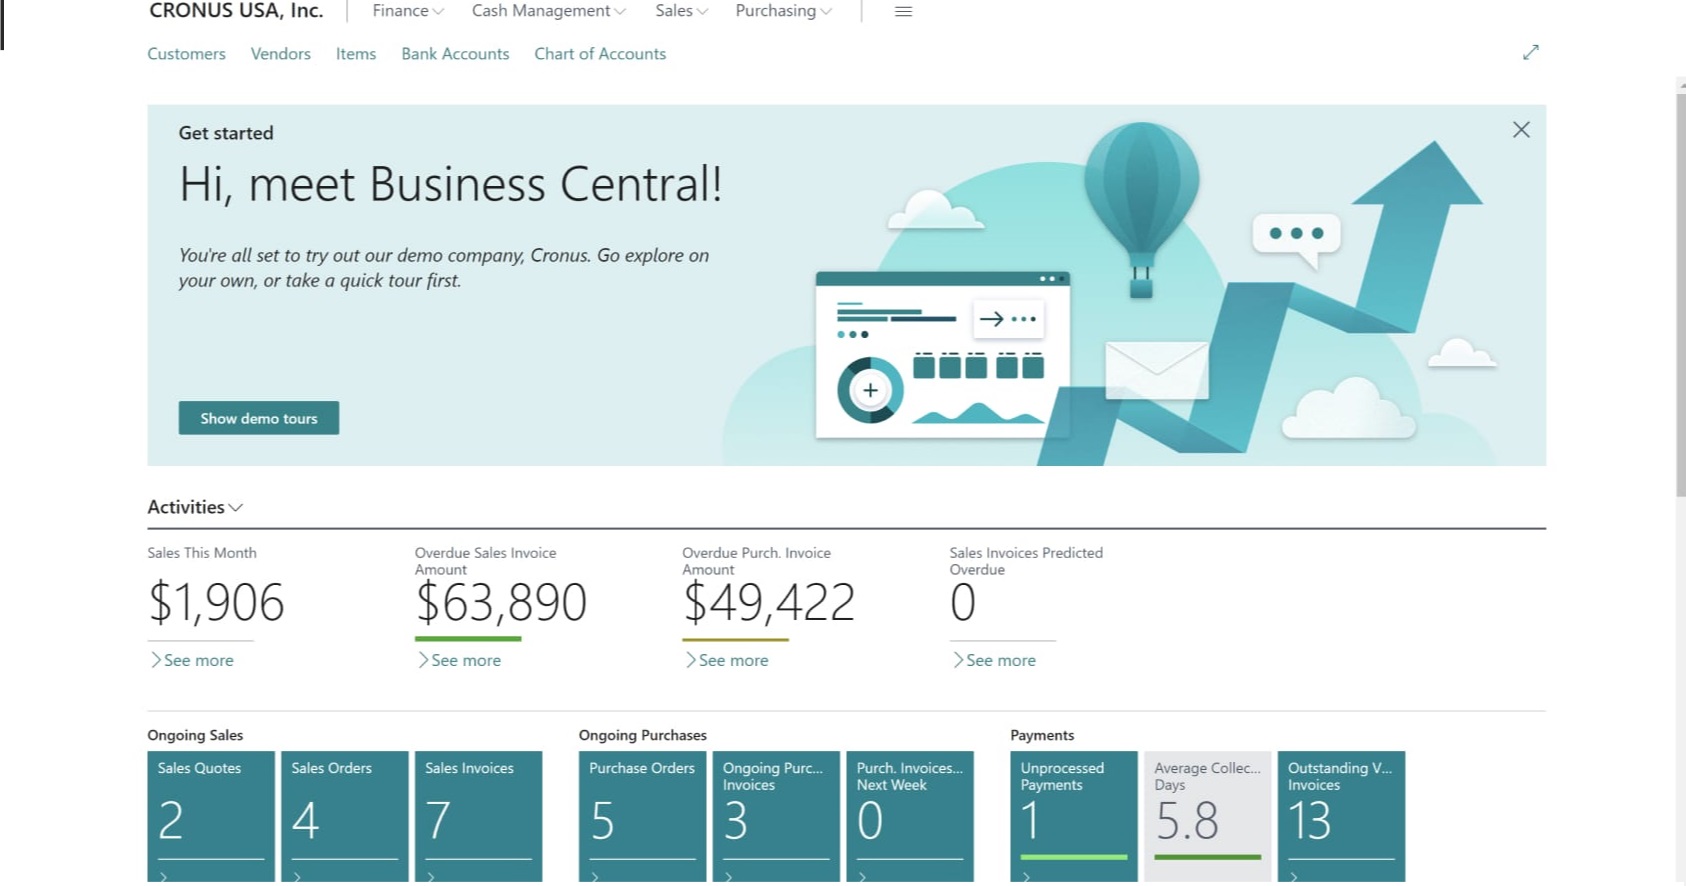 CRONUS USA, Inc.
Finance
Cash Management
Sales
Purchasing
Customers
Vendors
Items
Bank Accounts
Chart of Accounts
Get started
Hi, meet Business Central!
You're all set to try out our demo company, Cronus. Go explore on
your own, or take a quick tour first.
Show demo tours
Activities
Sales This Month
$1,906
See more
Overdue Sales Invoice
Amount
$63,890
See more
Overdue Purch. Invoice
Amount
$49,422
See more
Sales Invoices Predicted
Overdue
0
See more
Ongoing Sales
Sales Quotes
2
Sales Orders
4
Sales Invoices
7
Ongoing Purchases
Purchase Orders
5
Ongoing Purc...
Invoices
3
Purch. Invoices...
Next Week
0
Payments
Unprocessed
Payments
1
Average Collec...
Days
5.8
Outstanding V...
Invoices
13